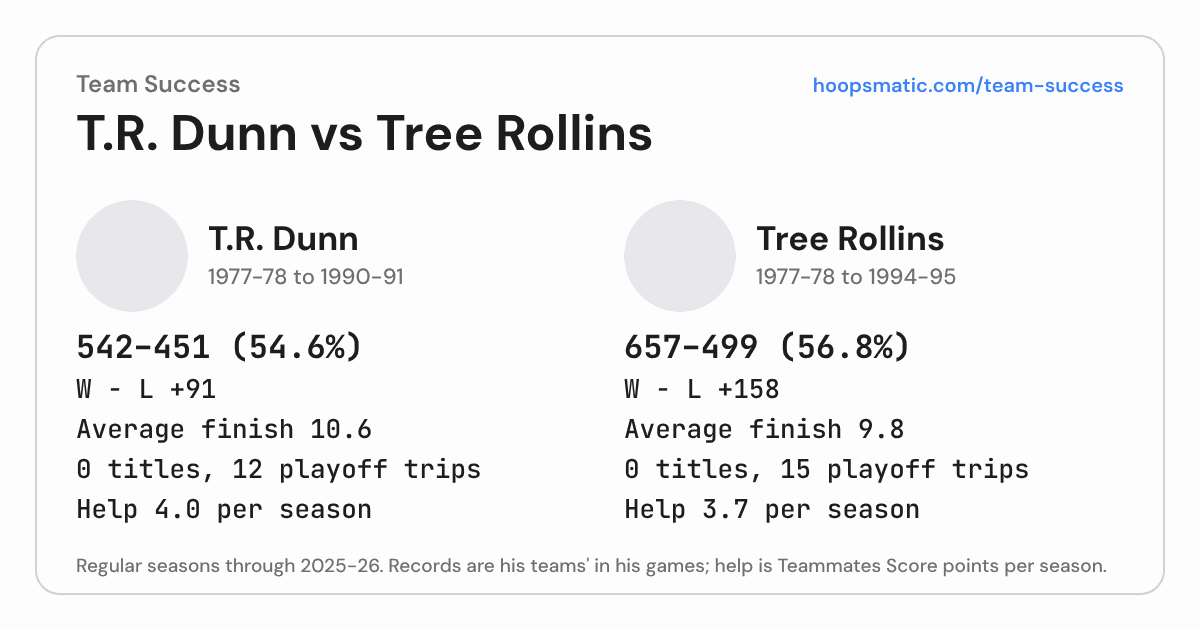 Team Success
hoopsmatic.com/team-success
T.R. Dunn vs Tree Rollins
T.R. Dunn
1977-78 to 1990-91
542-451 (54.6%)
W - L +91
Average finish 10.6
0 titles, 12 playoff trips
Help 4.0 per season
Tree Rollins
1977-78 to 1994-95
657-499 (56.8%)
W - L +158
Average finish 9.8
0 titles, 15 playoff trips
Help 3.7 per season
Regular seasons through 2025-26. Records are his teams' in his games; help is Teammates Score points per season.